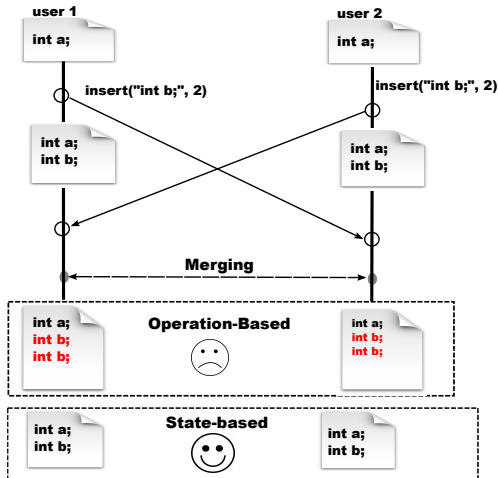 user 1
user 2
int a;
int a;
insert("int b;", 2)
insert("int b;", 2)
int a;
int b;
int a;
int b;
Merging
int a;
int b;
int b;
Operation-Based
int a;
int b;
int b;
State-based
int a;
int b;
int a;
int b;